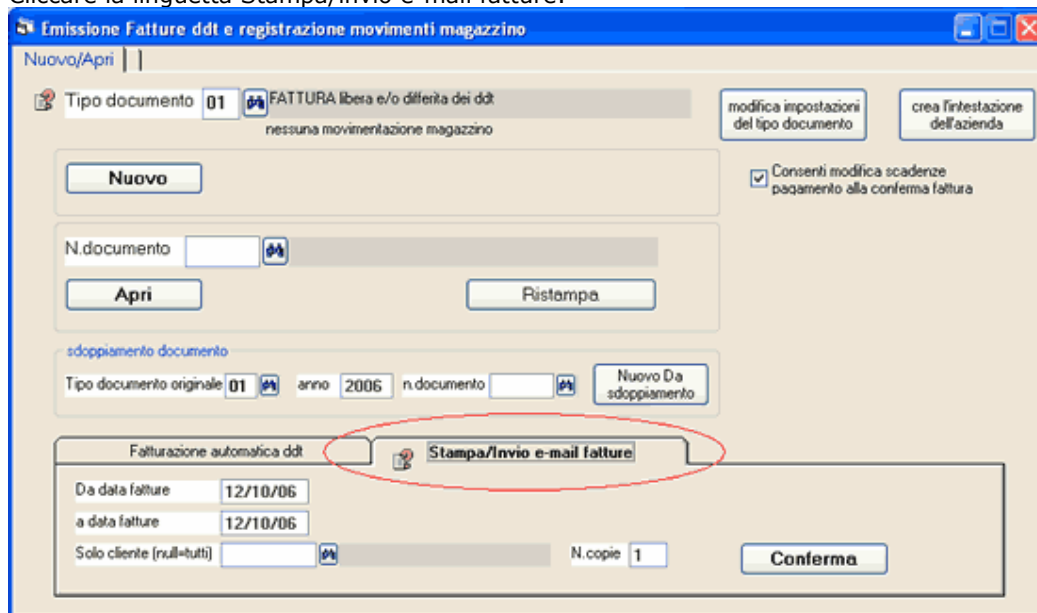 Cliccare la linguetta Stampa/invio e-mail fatture.
Emissione Fatture ddt e registrazione movimenti magazzino
Nuovo/Apri
Tipo documento 01 FATTURA libera e/o differita dei ddt
nessuna movimentazione magazzino
modifica impostazioni
del tipo documento
crea l'intestazione
dell'azienda
Nuovo
Consenti modifica scadenze
pagamento alla conferma fattura
N.documento
Apri
Ristampa
sdoppiamento documento
Tipo documento originale 01 anno 2006 n.documento
Nuovo Da
sdoppiamento
Fatturazione automatica ddt
Stampa/Invio e-mail fatture
Da data fatture 12/10/06
a data fatture 12/10/06
Solo cliente (null=tutti)
N.copie 1
Conferma